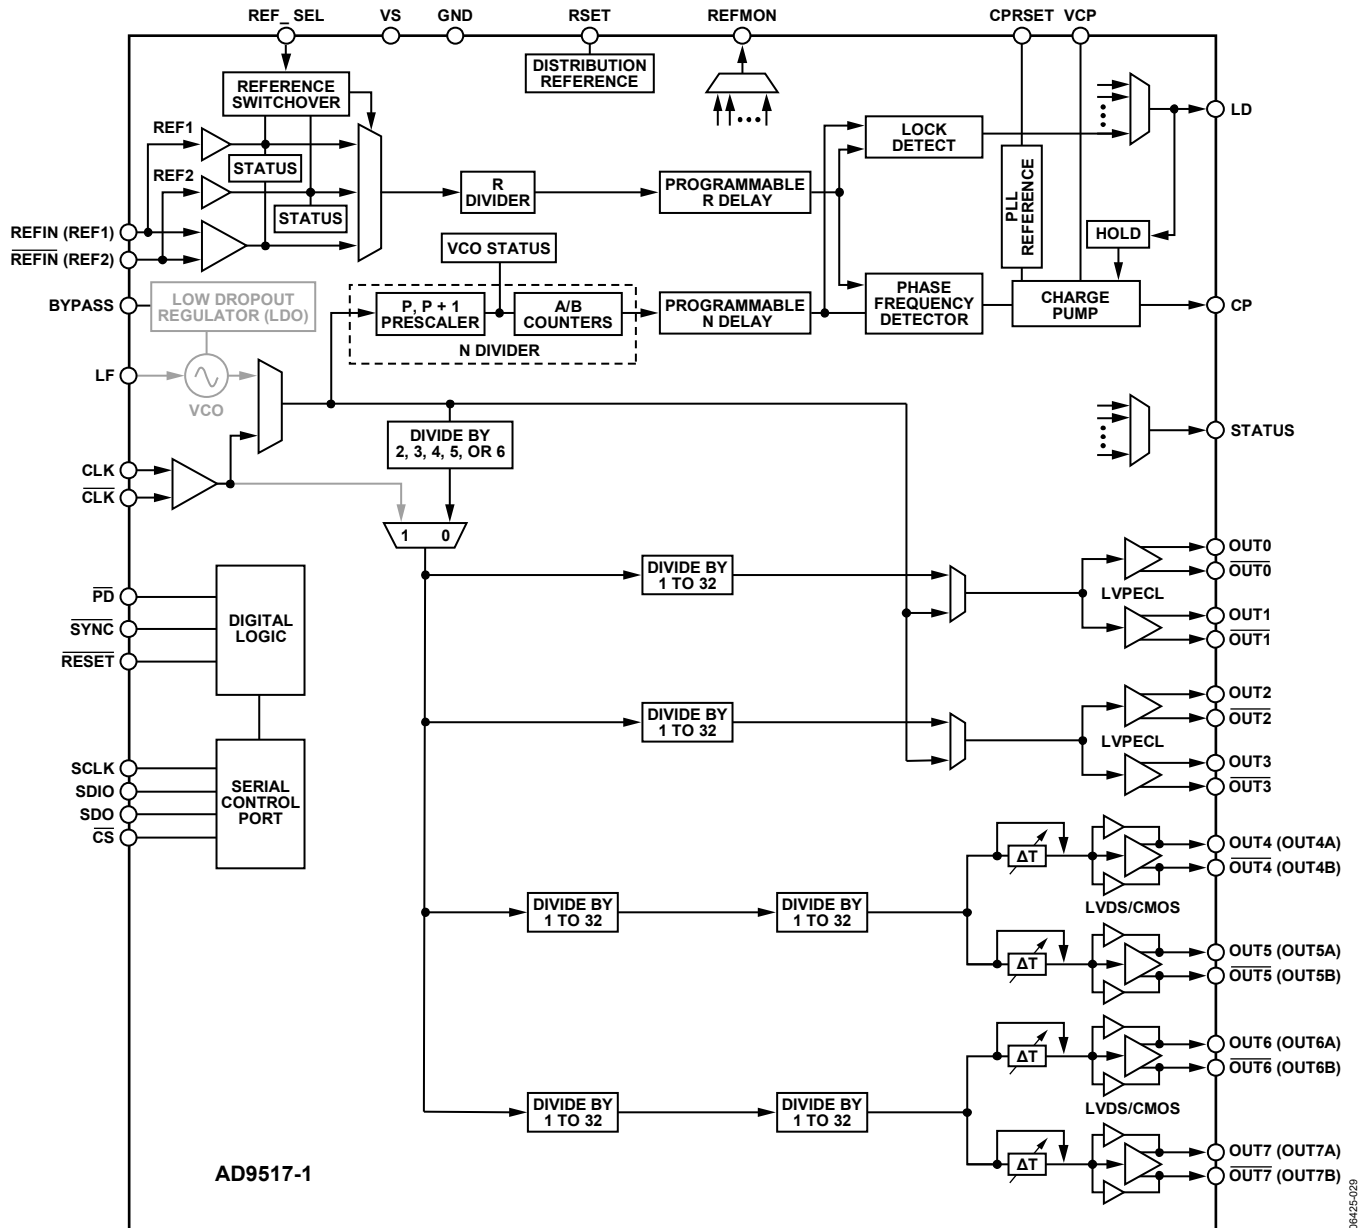 REF_ SEL
VS
GND
RSET
REFMON
CPRSET
VCP
DISTRIBUTION
REFERENCE
REFERENCE
SWITCHOVER
REF1
STATUS
REF2
STATUS
REFIN (REF1)
REFIN (REF2)
R
DIVIDER
PROGRAMMABLE
R DELAY
LOCK
DETECT
PLL
REFERENCE
LD
HOLD
VCO STATUS
BYPASS
LOW DROPOUT
REGULATOR (LDO)
P, P + 1
PRESCALER
A/B
COUNTERS
N DIVIDER
PROGRAMMABLE
N DELAY
PHASE
FREQUENCY
DETECTOR
CHARGE
PUMP
CP
LF
VCO
DIVIDE BY
2, 3, 4, 5, OR 6
STATUS
CLK
CLK
1 0
PD
SYNC
RESET
DIGITAL
LOGIC
DIVIDE BY
1 TO 32
LVPECL
OUT0
OUT0
OUT1
OUT1
DIVIDE BY
1 TO 32
LVPECL
OUT2
OUT2
OUT3
OUT3
SCLK
SDIO
SDO
CS
SERIAL
CONTROL
PORT
DIVIDE BY
1 TO 32
DIVIDE BY
1 TO 32
ΔT
OUT4 (OUT4A)
OUT4 (OUT4B)
LVDS/CMOS
ΔT
OUT5 (OUT5A)
OUT5 (OUT5B)
DIVIDE BY
1 TO 32
DIVIDE BY
1 TO 32
ΔT
OUT6 (OUT6A)
OUT6 (OUT6B)
LVDS/CMOS
ΔT
OUT7 (OUT7A)
OUT7 (OUT7B)
AD9517-1
06425-029